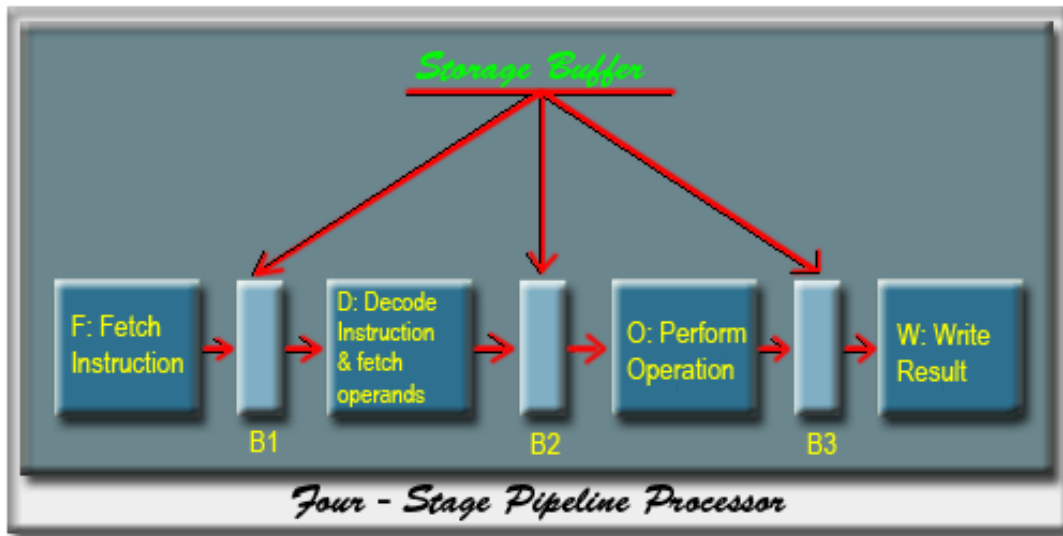 Storage Buffer
F: Fetch
Instruction
B1
D: Decode
Instruction
& fetch
operands
B2
O: Perform
Operation
B3
W: Write
Result
Four - Stage Pipeline Processor